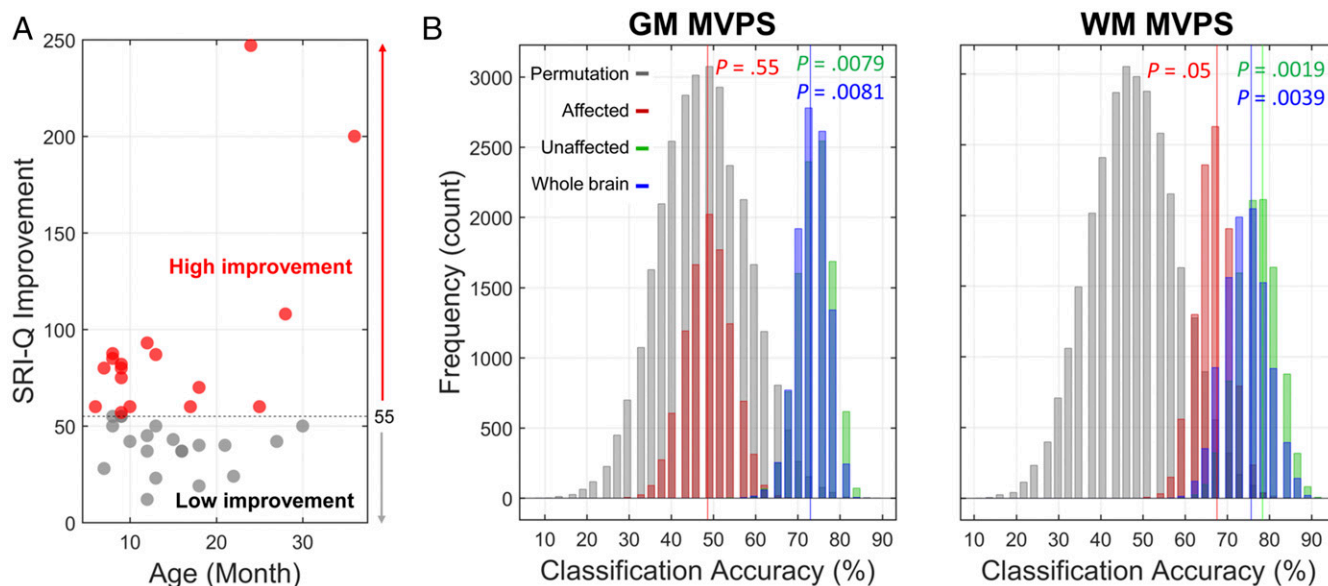 A
SRI-Q Improvement
250
200
150
100
50
0
High improvement
55
Low improvement
10 20 30
Age (Month)
B
GM MVPS
Frequency (count)
3000
2500
2000
1500
1000
500
0
Permutation
Affected
Unaffected
Whole brain
P = .55
P = .0079
P = .0081
10 20 30 40 50 60 70 80 90
Classification Accuracy (%)
WM MVPS
P = .05
P = .0019
P = .0039
10 20 30 40 50 60 70 80 90
Classification Accuracy (%)